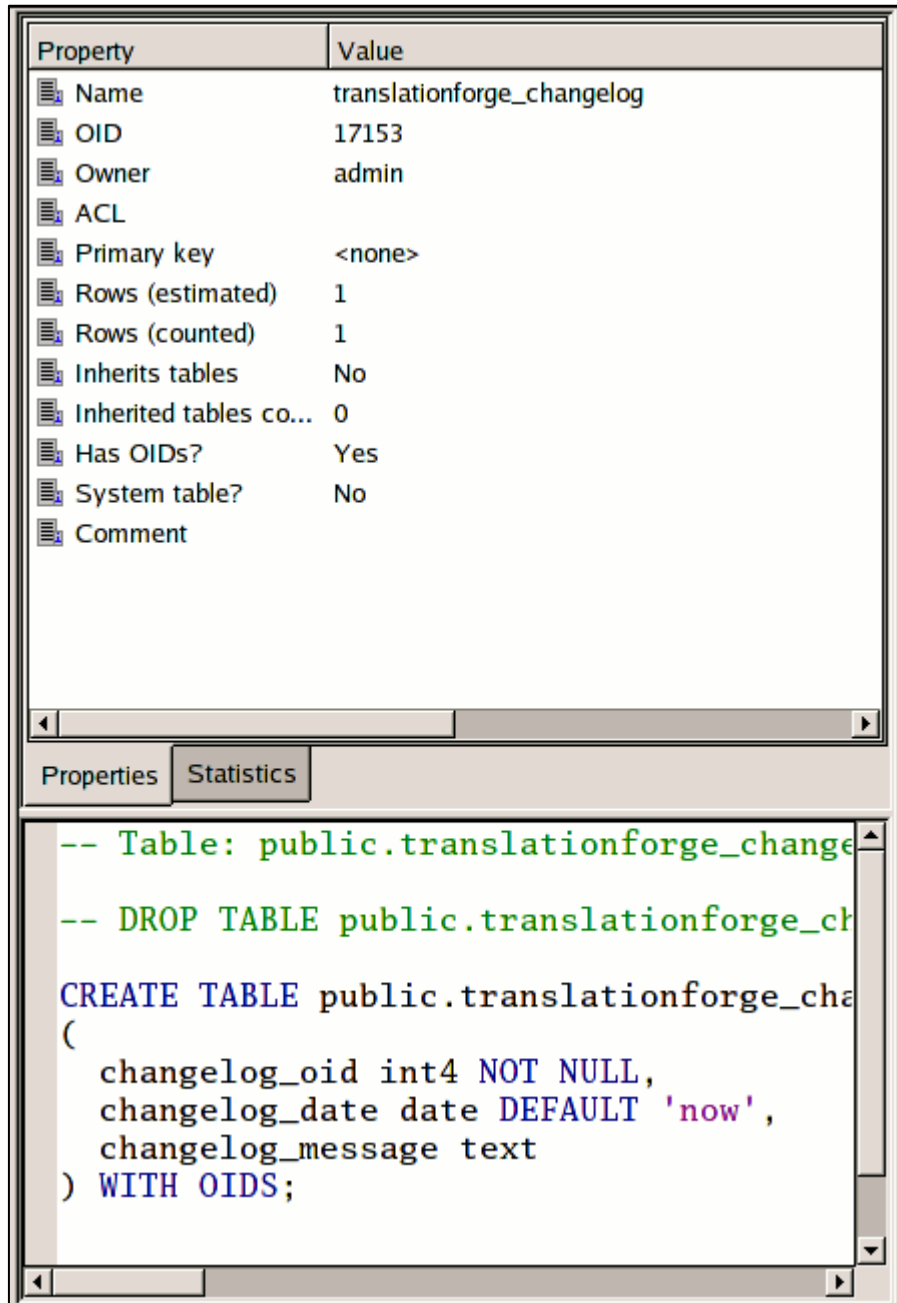 Property Value
Name translationforge_changelog
OID 17153
Owner admin
ACL
Primary key <none>
Rows (estimated) 1
Rows (counted) 1
Inherits tables No
Inherited tables co... 0
Has OIDs? Yes
System table? No
Comment
Properties Statistics
-- Table: public.translationforge_change
-- DROP TABLE public.translationforge_ch
CREATE TABLE public.translationforge_cha
(
  changelog_oid int4 NOT NULL,
  changelog_date date DEFAULT 'now',
  changelog_message text
) WITH OIDS;